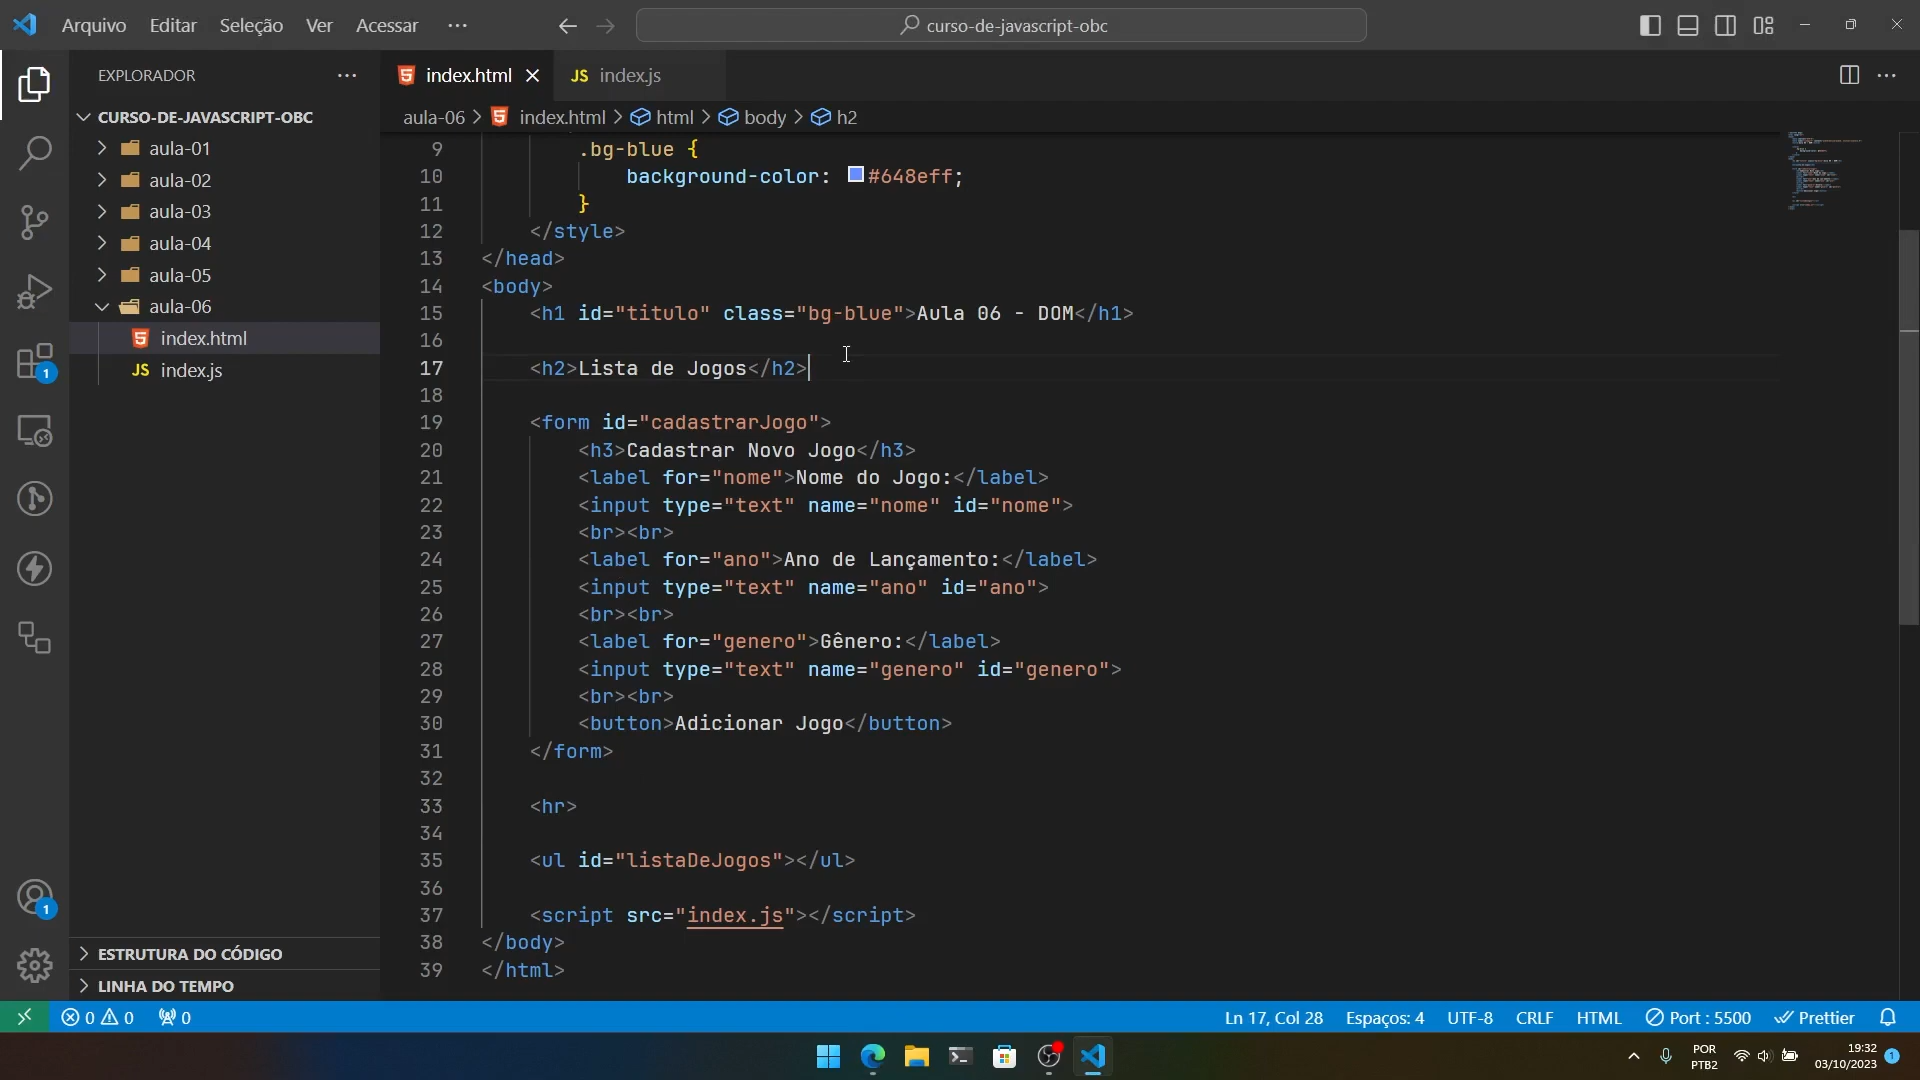 Arquivo Editar Seleção Ver Acessar ··· curso-de-javascript-obc
EXPLORADOR ···
CURSO-DE-JAVASCRIPT-OBC
aula-01
aula-02
aula-03
aula-04
aula-05
aula-06
index.html
JS index.js
ESTRUTURA DO CÓDIGO
LINHA DO TEMPO
1
1
index.html JS index.js
aula-06 > index.html > html > body > h2
9 .bg-blue {
10 background-color: #648eff;
11 }
12 </style>
13 </head>
14 <body>
15 <h1 id="titulo" class="bg-blue">Aula 06 - DOM</h1>
16
17 <h2>Lista de Jogos</h2>
18
19 <form id="cadastrarJogo">
20 <h3>Cadastrar Novo Jogo</h3>
21 <label for="nome">Nome do Jogo:</label>
22 <input type="text" name="nome" id="nome">
23 <br><br>
24 <label for="ano">Ano de Lançamento:</label>
25 <input type="text" name="ano" id="ano">
26 <br><br>
27 <label for="genero">Gênero:</label>
28 <input type="text" name="genero" id="genero">
29 <br><br>
30 <button>Adicionar Jogo</button>
31 </form>
32
33 <hr>
34
35 <ul id="listaDeJogos"></ul>
36
37 <script src="index.js"></script>
38 </body>
39 </html>
0 0 0 Ln 17, Col 28 Espaços: 4 UTF-8 CRLF HTML Port : 5500 Prettier
POR
PTB2
19:32
03/10/2023
1